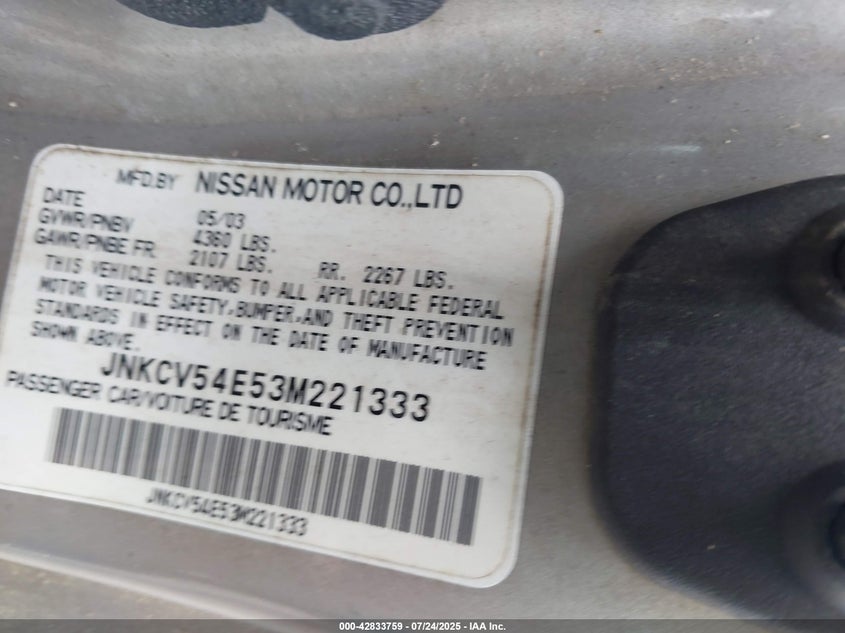 MFD.BY NISSAN MOTOR CO.,LTD
DATE 05/03
GVWR/PNBV 4360 LBS.
GAWR/PNBE FR. 2107 LBS. RR. 2267 LBS.
THIS VEHICLE CONFORMS TO ALL APPLICABLE FEDERAL
MOTOR VEHICLE SAFETY,BUMPER,AND THEFT PREVENTION
STANDARDS IN EFFECT ON THE DATE OF MANUFACTURE
SHOWN ABOVE.
JNKCV54E53M221333
PASSENGER CAR/VOITURE DE TOURISME
JNKCV54E53M221333
000-42833759 - 07/24/2025 - IAA Inc.